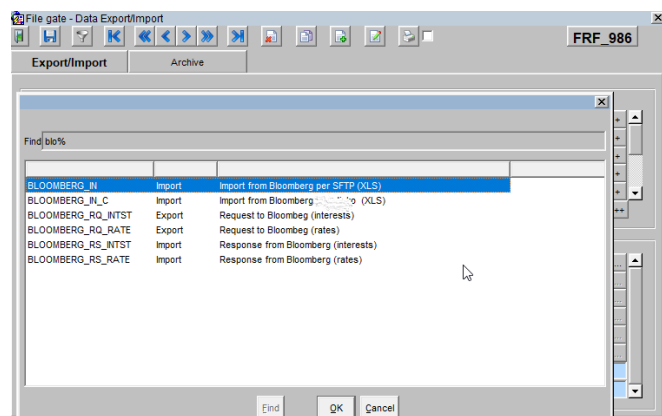 File gate - Data Export/Import
FRF_986
Export/Import Archive
Find blo%
BLOOMBERG_IN Import Import from Bloomberg per SFTP (XLS)
BLOOMBERG_IN_C Import Import from Bloomberg (XLS)
BLOOMBERG_RQ_INTST Export Request to Bloombeg (interests)
BLOOMBERG_RQ_RATE Export Request to Bloombeg (rates)
BLOOMBERG_RS_INTST Import Response from Bloomberg (interests)
BLOOMBERG_RS_RATE Import Response from Bloomberg (rates)
Find OK Cancel